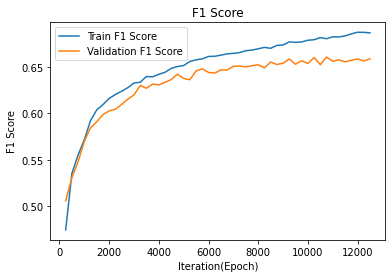 F1 Score
Train F1 Score
Validation F1 Score
F1 Score
0.65
0.60
0.55
0.50
0
2000
4000
6000
8000
10000
12000
Iteration(Epoch)